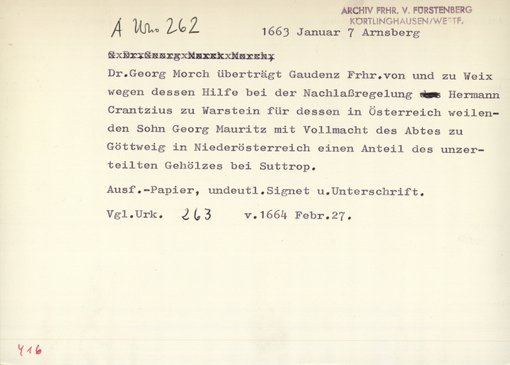 ARCHIV FRHR. V. FÜRSTENBERG
KÖRTLINGHAUSEN/WESTF.
A Urk. 262
1663 Januar 7 Arnsberg
Dr.Georg Morch überträgt Gaudenz Frhr.von und zu Weix
wegen dessen Hilfe bei der Nachlaßregelung Hermann
Crantzius zu Warstein für dessen in Österreich weilen-
den Sohn Georg Mauritz mit Vollmacht des Abtes zu
Göttweig in Niederösterreich einen Anteil des unzer-
teilten Gehölzes bei Suttrop.
Ausf.-Papier, undeutl.Signet u.Unterschrift.
Vgl.Urk. 263 v.1664 Febr.27.
416